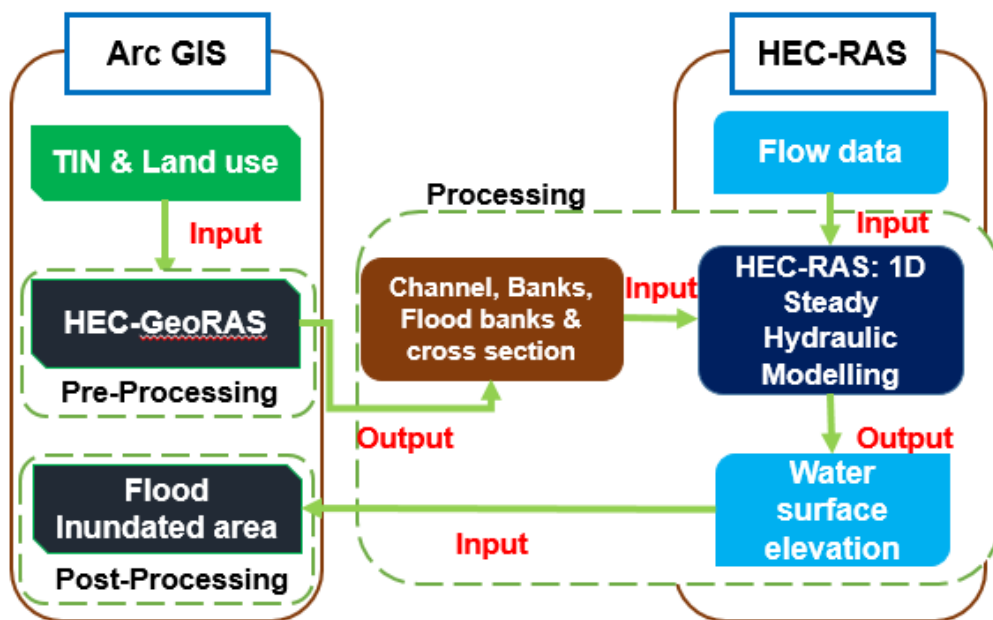 Arc GIS
TIN & Land use
Input
HEC-GeoRAS
Pre-Processing
Flood
Inundated area
Post-Processing
Processing
Channel, Banks,
Flood banks &
cross section
Output
Input
Input
HEC-RAS
Flow data
Input
HEC-RAS: 1D
Steady
Hydraulic
Modelling
Output
Water
surface
elevation